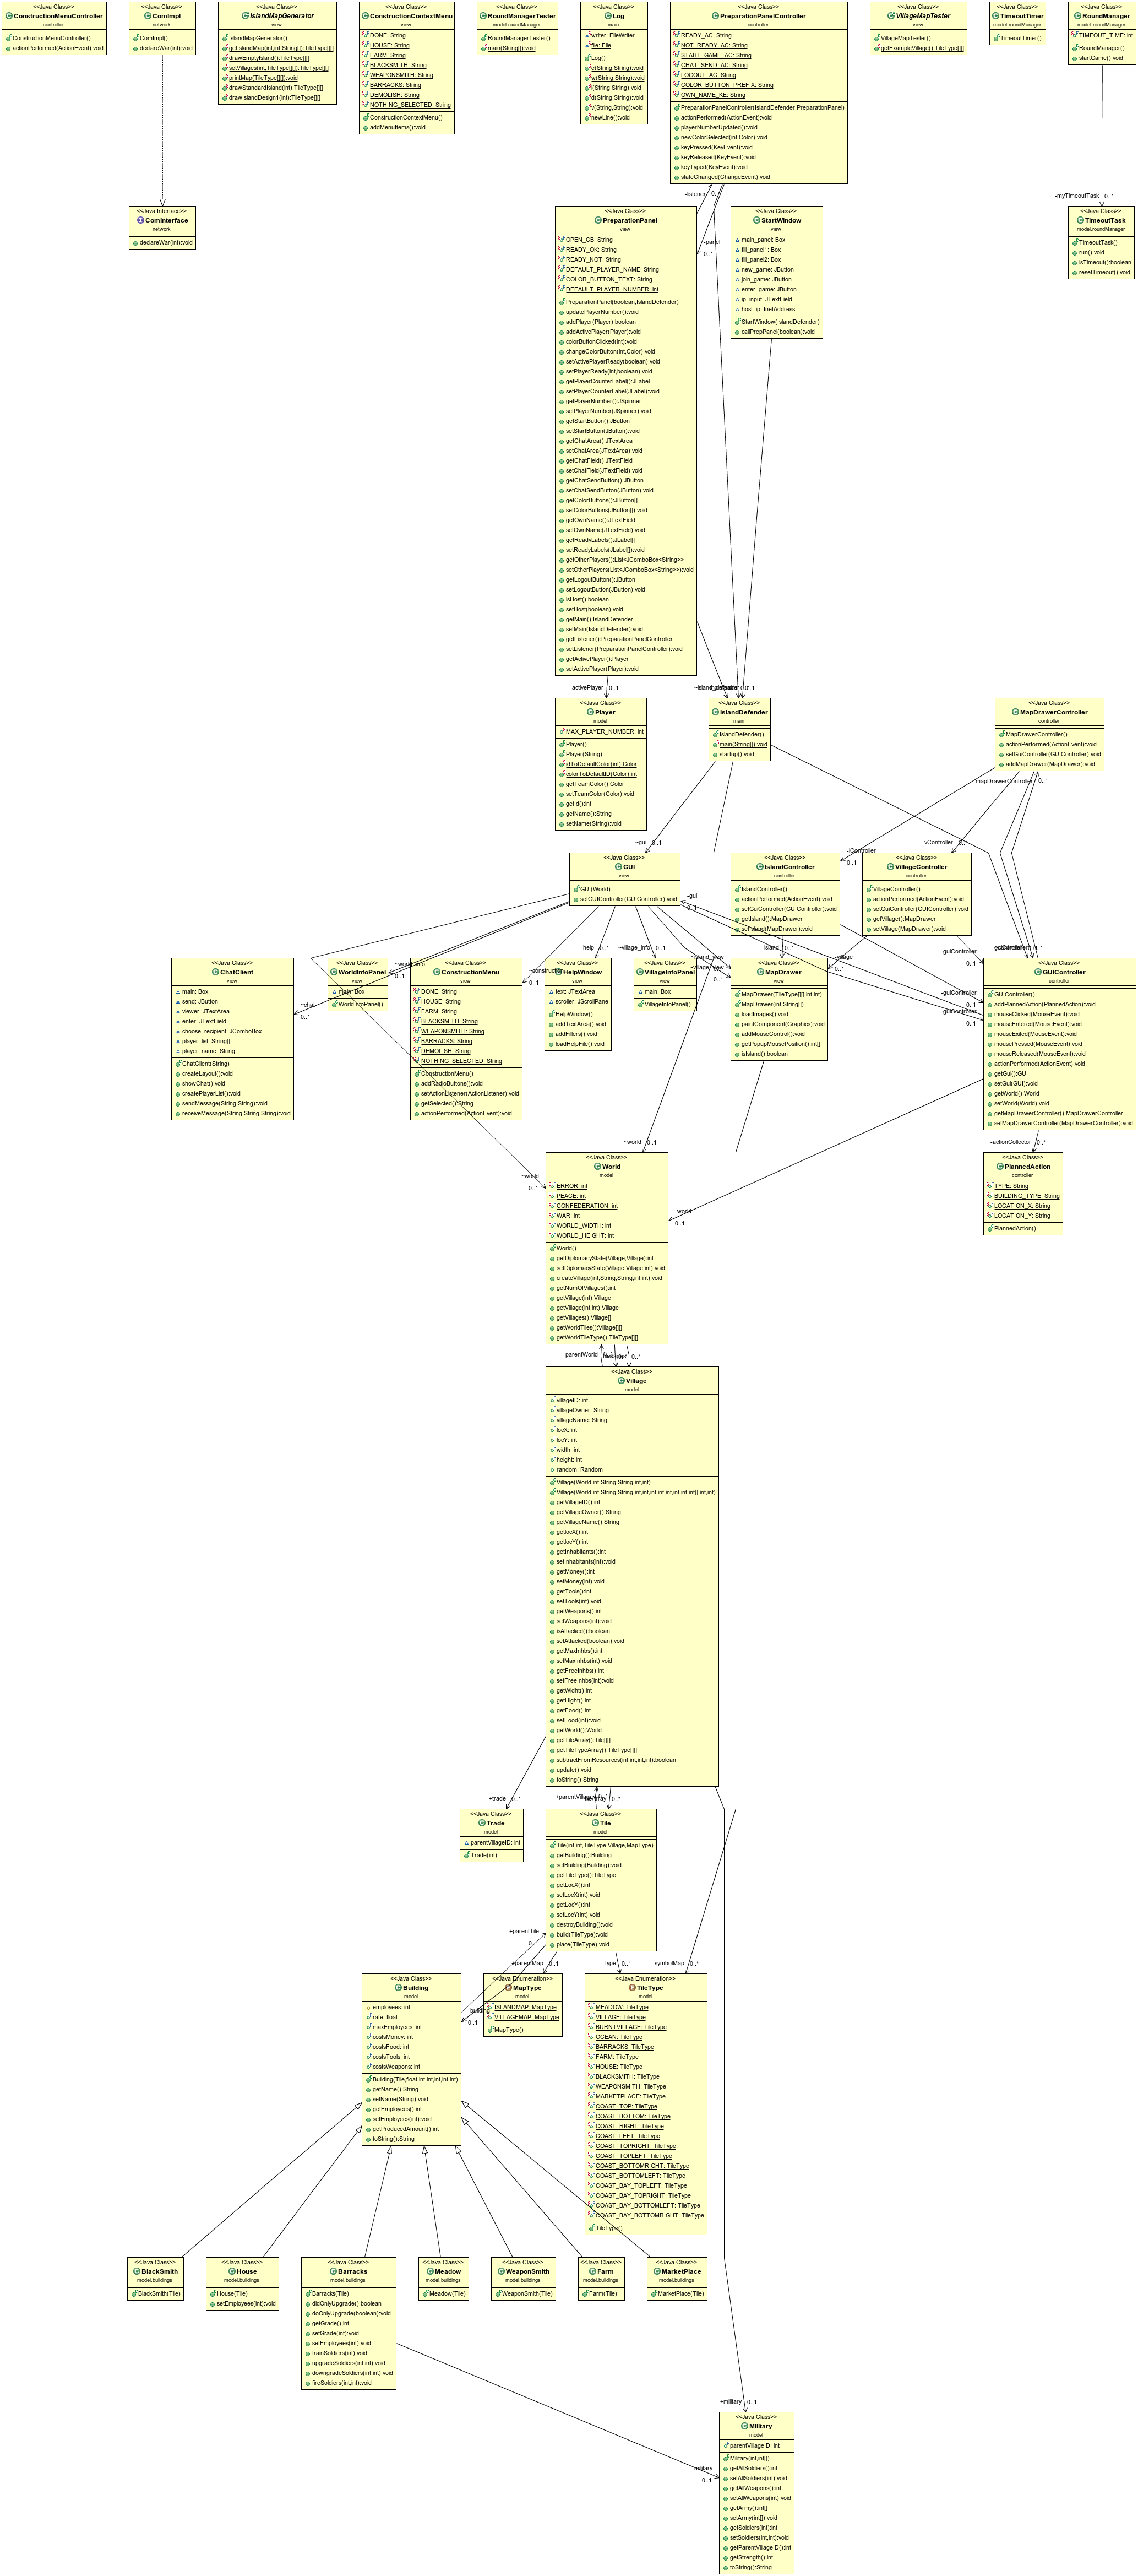 <<Java Class>>
ConstructionMenuController
controller
ConstructionMenuController()
actionPerformed(ActionEvent):void
<<Java Class>>
ComImpl
network
ComImpl()
declareWar(int):void
<<Java Class>>
IslandMapGenerator
view
IslandMapGenerator()
getIslandMap(int,int,String[]):TileType[][]
drawEmptyIsland():TileType[][]
setVillages(int,TileType[][]):TileType[][]
printMap(TileType[][]):void
drawStandardIsland(int):TileType[][]
drawIslandDesign1(int):TileType[][]
<<Java Class>>
ConstructionContextMenu
view
DONE: String
HOUSE: String
FARM: String
BLACKSMITH: String
WEAPONSMITH: String
BARRACKS: String
DEMOLISH: String
NOTHING_SELECTED: String
ConstructionContextMenu()
addMenuItems():void
<<Java Class>>
RoundManagerTester
model.roundManager
RoundManagerTester()
main(String[]):void
<<Java Class>>
Log
main
writer: FileWriter
file: File
Log()
e(String,String):void
w(String,String):void
i(String,String):void
d(String,String):void
v(String,String):void
newLine():void
<<Java Class>>
PreparationPanelController
controller
READY_AC: String
NOT_READY_AC: String
START_GAME_AC: String
CHAT_SEND_AC: String
LOGOUT_AC: String
COLOR_BUTTON_PREFIX: String
OWN_NAME_KE: String
PreparationPanelController(IslandDefender,PreparationPanel)
actionPerformed(ActionEvent):void
playerNumberUpdated():void
newColorSelected(int,Color):void
keyPressed(KeyEvent):void
keyReleased(KeyEvent):void
keyTyped(KeyEvent):void
stateChanged(ChangeEvent):void
<<Java Class>>
VillageMapTester
view
VillageMapTester()
getExampleVillage():TileType[][]
<<Java Class>>
TimeoutTimer
model.roundManager
TimeoutTimer()
<<Java Class>>
RoundManager
model.roundManager
TIMEOUT_TIME: int
RoundManager()
startGame():void
-listener
0..1
-panel
0..1
-myTimeoutTask
0..1
<<Java Interface>>
ComInterface
network
declareWar(int):void
<<Java Class>>
PreparationPanel
view
OPEN_CB: String
READY_OK: String
READY_NOT: String
DEFAULT_PLAYER_NAME: String
COLOR_BUTTON_TEXT: String
DEFAULT_PLAYER_NUMBER: int
PreparationPanel(boolean,IslandDefender)
updatePlayerNumber():void
addPlayer(Player):boolean
addActivePlayer(Player):void
colorButtonClicked(int):void
changeColorButton(int,Color):void
setActivePlayerReady(boolean):void
setPlayerReady(int,boolean):void
getPlayerCounterLabel():JLabel
setPlayerCounterLabel(JLabel):void
getPlayerNumber():JSpinner
setPlayerNumber(JSpinner):void
getStartButton():JButton
setStartButton(JButton):void
getChatArea():JTextArea
setChatArea(JTextArea):void
getChatField():JTextField
setChatField(JTextField):void
getChatSendButton():JButton
setChatSendButton(JButton):void
getColorButtons():JButton[]
setColorButtons(JButton[]):void
getOwnName():JTextField
setOwnName(JTextField):void
getReadyLabels():JLabel[]
setReadyLabels(JLabel[]):void
getOtherPlayers():List<JComboBox<String>>
setOtherPlayers(List<JComboBox<String>>):void
getLogoutButton():JButton
setLogoutButton(JButton):void
isHost():boolean
setHost(boolean):void
getMain():IslandDefender
setMain(IslandDefender):void
getListener():PreparationPanelController
setListener(PreparationPanelController):void
getActivePlayer():Player
setActivePlayer(Player):void
<<Java Class>>
StartWindow
view
main_panel: Box
fill_panel1: Box
fill_panel2: Box
new_game: JButton
join_game: JButton
enter_game: JButton
ip_input: JTextField
host_ip: InetAddress
StartWindow(IslandDefender)
callPrepPanel(boolean):void
<<Java Class>>
TimeoutTask
model.roundManager
TimeoutTask()
run():void
isTimeout():boolean
resetTimeout():void
-activePlayer
0..1
<<Java Class>>
Player
model
MAX_PLAYER_NUMBER: int
Player()
Player(String)
idToDefaultColor(int):Color
colorToDefaultID(Color):int
getTeamColor():Color
setTeamColor(Color):void
getId():int
getName():String
setName(String):void
<<Java Class>>
IslandDefender
main
IslandDefender()
main(String[]):void
startup():void
<<Java Class>>
MapDrawerController
controller
MapDrawerController()
actionPerformed(ActionEvent):void
setGuiController(GUIController):void
addMapDrawer(MapDrawer):void
-mapDrawerController
0..1
~gui
0..1
-iController
0..1
-vController
0..1
<<Java Class>>
GUI
view
GUI(World)
setGUIController(GUIController):void
-gui
0..1
<<Java Class>>
IslandController
controller
IslandController()
actionPerformed(ActionEvent):void
setGuiController(GUIController):void
getIsland():MapDrawer
setIsland(MapDrawer):void
<<Java Class>>
VillageController
controller
VillageController()
actionPerformed(ActionEvent):void
setGuiController(GUIController):void
getVillage():MapDrawer
setVillage(MapDrawer):void
-help
0..1
~village_info
0..1
-island
-village
-guiController
0..1
-guiController
0..1
-guiController
0..1
~chat
0..1
<<Java Class>>
ChatClient
view
main: Box
send: JButton
viewer: JTextArea
enter: JTextField
choose_recipient: JComboBox
player_list: String[]
player_name: String
ChatClient(String)
createLayout():void
showChat():void
createPlayerList():void
sendMessage(String,String):void
receiveMessage(String,String,String):void
<<Java Class>>
WorldInfoPanel
view
main: Box
WorldInfoPanel()
0..1
<<Java Class>>
ConstructionMenu
view
DONE: String
HOUSE: String
FARM: String
BLACKSMITH: String
WEAPONSMITH: String
BARRACKS: String
DEMOLISH: String
NOTHING_SELECTED: String
ConstructionMenu()
addRadioButtons():void
setActionListener(ActionListener):void
getSelected():String
actionPerformed(ActionEvent):void
0..1
<<Java Class>>
HelpWindow
view
text: JTextArea
scroller: JScrollPane
HelpWindow()
addTextArea():void
addFillers():void
loadHelpFile():void
<<Java Class>>
VillageInfoPanel
view
main: Box
VillageInfoPanel()
0..1
<<Java Class>>
MapDrawer
view
MapDrawer(TileType[][],int,int)
MapDrawer(int,String[])
loadImages():void
paintComponent(Graphics):void
addMouseControl():void
getPopupMousePosition():int[]
isIsland():boolean
<<Java Class>>
GUIController
controller
GUIController()
addPlannedAction(PlannedAction):void
mouseClicked(MouseEvent):void
mouseEntered(MouseEvent):void
mouseExited(MouseEvent):void
mousePressed(MouseEvent):void
mouseReleased(MouseEvent):void
actionPerformed(ActionEvent):void
getGui():GUI
setGui(GUI):void
getWorld():World
setWorld(World):void
getMapDrawerController():MapDrawerController
setMapDrawerController(MapDrawerController):void
~world
0..1
~world
0..1
-world
0..1
-actionCollector
0..*
<<Java Class>>
World
model
ERROR: int
PEACE: int
CONFEDERATION: int
WAR: int
WORLD_WIDTH: int
WORLD_HEIGHT: int
World()
getDiplomacyState(Village,Village):int
setDiplomacyState(Village,Village,int):void
createVillage(int,String,String,int,int):void
getNumOfVillages():int
getVillage(int):Village
getVillage(int,int):Village
getVillages():Village[]
getWorldTiles():Village[][]
getWorldTileType():TileType[][]
<<Java Class>>
PlannedAction
controller
TYPE: String
BUILDING_TYPE: String
LOCATION_X: String
LOCATION_Y: String
PlannedAction()
-parentWorld
0..*
<<Java Class>>
Village
model
villageID: int
villageOwner: String
villageName: String
locX: int
locY: int
width: int
height: int
random: Random
Village(World,int,String,String,int,int)
Village(World,int,String,String,int,int,int,int,int,int,int,int[],int,int)
getVillageID():int
getVillageOwner():String
getVillageName():String
getlocX():int
getlocY():int
getInhabitants():int
setInhabitants(int):void
getMoney():int
setMoney(int):void
getTools():int
setTools(int):void
getWeapons():int
setWeapons(int):void
isAttacked():boolean
setAttacked(boolean):void
getMaxInhbs():int
setMaxInhbs(int):void
getFreeInhbs():int
setFreeInhbs(int):void
getWidht():int
getHight():int
getFood():int
setFood(int):void
getWorld():World
getTileArray():Tile[][]
getTileTypeArray():TileType[][]
subtractFromResources(int,int,int,int):boolean
update():void
toString():String
+trade
0..1
+parentVillage
0..*
<<Java Class>>
Trade
model
parentVillageID: int
Trade(int)
<<Java Class>>
Tile
model
Tile(int,int,TileType,Village,MapType)
getBuilding():Building
setBuilding(Building):void
getTileType():TileType
getLocX():int
setLocX(int):void
getLocY():int
setLocY(int):void
destroyBuilding():void
build(TileType):void
place(TileType):void
+parentTile
0..1
+parentMap
0..1
-type
0..1
-symbolMap
0..*
-building
0..1
<<Java Class>>
Building
model
employees: int
rate: float
maxEmployees: int
costsMoney: int
costsFood: int
costsTools: int
costsWeapons: int
Building(Tile,float,int,int,int,int,int)
getName():String
setName(String):void
getEmployees():int
setEmployees(int):void
getProducedAmount():int
toString():String
<<Java Enumeration>>
MapType
model
ISLANDMAP: MapType
VILLAGEMAP: MapType
MapType()
<<Java Enumeration>>
TileType
model
MEADOW: TileType
VILLAGE: TileType
BURNTVILLAGE: TileType
OCEAN: TileType
BARRACKS: TileType
FARM: TileType
HOUSE: TileType
BLACKSMITH: TileType
WEAPONSMITH: TileType
MARKETPLACE: TileType
COAST_TOP: TileType
COAST_BOTTOM: TileType
COAST_RIGHT: TileType
COAST_LEFT: TileType
COAST_TOPRIGHT: TileType
COAST_TOPLEFT: TileType
COAST_BOTTOMRIGHT: TileType
COAST_BOTTOMLEFT: TileType
COAST_BAY_TOPLEFT: TileType
COAST_BAY_TOPRIGHT: TileType
COAST_BAY_BOTTOMLEFT: TileType
COAST_BAY_BOTTOMRIGHT: TileType
TileType()
<<Java Class>>
BlackSmith
model.buildings
BlackSmith(Tile)
<<Java Class>>
House
model.buildings
House(Tile)
setEmployees(int):void
<<Java Class>>
Barracks
model.buildings
Barracks(Tile)
didOnlyUpgrade():boolean
doOnlyUpgrade(boolean):void
getGrade():int
setGrade(int):void
setEmployees(int):void
trainSoldiers(int):void
upgradeSoldiers(int,int):void
downgradeSoldiers(int,int):void
fireSoldiers(int,int):void
<<Java Class>>
Meadow
model.buildings
Meadow(Tile)
<<Java Class>>
WeaponSmith
model.buildings
WeaponSmith(Tile)
<<Java Class>>
Farm
model.buildings
Farm(Tile)
<<Java Class>>
MarketPlace
model.buildings
MarketPlace(Tile)
+military
0..1
-military
0..1
<<Java Class>>
Military
model
parentVillageID: int
Military(int,int[])
getAllSoldiers():int
setAllSoldiers(int):void
getAllWeapons():int
setAllWeapons(int):void
getArmy():int[]
setArmy(int[]):void
getSoldiers(int):int
setSoldiers(int,int):void
getParentVillageID():int
getStrength():int
toString():String